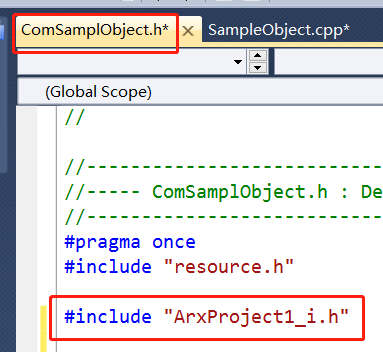 ComSamplObject.h* × SampleObject.cpp*
(Global Scope)
//
//-----------------------------
//----- ComSamplObject.h : De
//-----------------------------
#pragma once
#include "resource.h"
#include "ArxProject1_i.h"